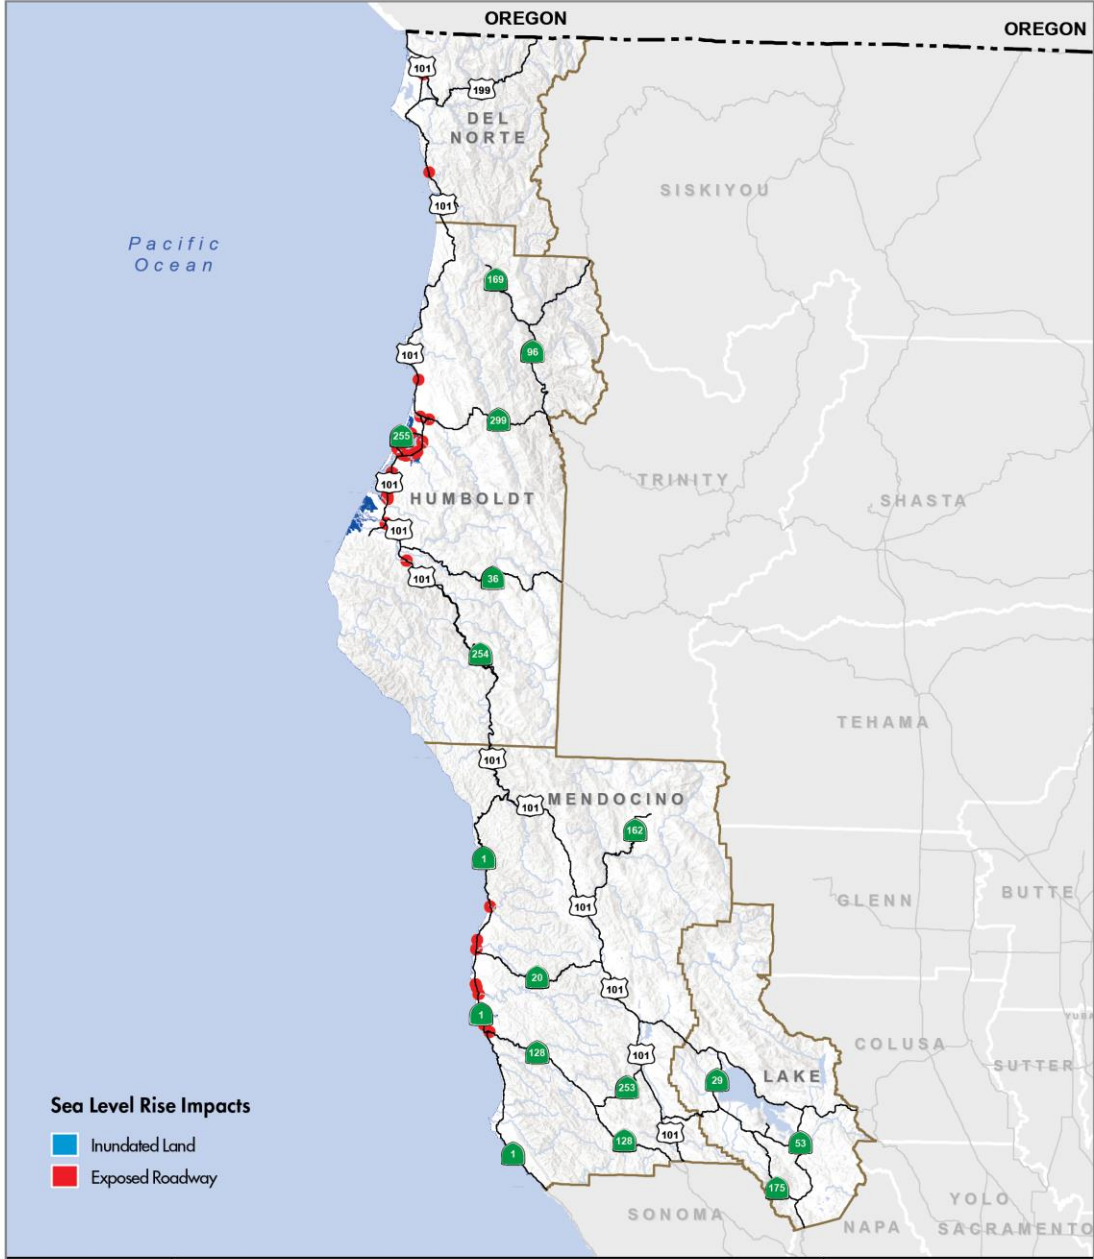 OREGON
OREGON
101
199
DEL
NORTE
SISKIYOU
101
Pacific
Ocean
169
96
101
299
255
TRINITY
101
HUMBOLDT
SHASTA
101
36
101
254
TEHAMA
101
101
MENDOCINO
162
1
GLENN
BUTTE
101
20
101
1
YUBA
128
101
COLUSA
SUTTER
29
LAKE
253
Sea Level Rise Impacts
101
128
53
Inundated Land
1
Exposed Roadway
175
YOLO
SONOMA
NAPA
SACRAMENTO